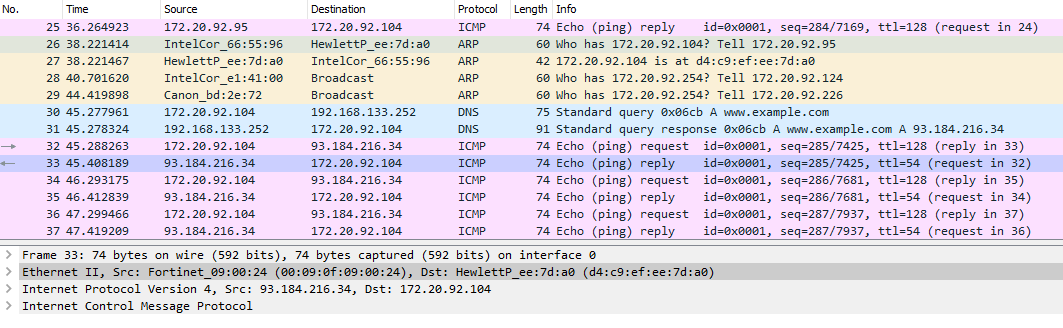 No. Time Source Destination Protocol Length Info
25 36.264923 172.20.92.95 172.20.92.104 ICMP 74 Echo (ping) reply id=0x0001, seq=284/7169, ttl=128 (request in 24)
26 38.221414 IntelCor_66:55:96 HewlettP_ee:7d:a0 ARP 60 Who has 172.20.92.104? Tell 172.20.92.95
27 38.221467 HewlettP_ee:7d:a0 IntelCor_66:55:96 ARP 42 172.20.92.104 is at d4:c9:ef:ee:7d:a0
28 40.701620 IntelCor_e1:41:00 Broadcast ARP 60 Who has 172.20.92.254? Tell 172.20.92.124
29 44.419898 Canon_bd:2e:72 Broadcast ARP 60 Who has 172.20.92.254? Tell 172.20.92.226
30 45.277961 172.20.92.104 192.168.133.252 DNS 75 Standard query 0x06cb A www.example.com
31 45.278324 192.168.133.252 172.20.92.104 DNS 91 Standard query response 0x06cb A www.example.com A 93.184.216.34
32 45.288263 172.20.92.104 93.184.216.34 ICMP 74 Echo (ping) request id=0x0001, seq=285/7425, ttl=128 (reply in 33)
33 45.408189 93.184.216.34 172.20.92.104 ICMP 74 Echo (ping) reply id=0x0001, seq=285/7425, ttl=54 (request in 32)
34 46.293175 172.20.92.104 93.184.216.34 ICMP 74 Echo (ping) request id=0x0001, seq=286/7681, ttl=128 (reply in 35)
35 46.412839 93.184.216.34 172.20.92.104 ICMP 74 Echo (ping) reply id=0x0001, seq=286/7681, ttl=54 (request in 34)
36 47.299466 172.20.92.104 93.184.216.34 ICMP 74 Echo (ping) request id=0x0001, seq=287/7937, ttl=128 (reply in 37)
37 47.419209 93.184.216.34 172.20.92.104 ICMP 74 Echo (ping) reply id=0x0001, seq=287/7937, ttl=54 (request in 36)
Frame 33: 74 bytes on wire (592 bits), 74 bytes captured (592 bits) on interface 0
Ethernet II, Src: Fortinet_09:00:24 (00:09:0f:09:00:24), Dst: HewlettP_ee:7d:a0 (d4:c9:ef:ee:7d:a0)
Internet Protocol Version 4, Src: 93.184.216.34, Dst: 172.20.92.104
Internet Control Message Protocol